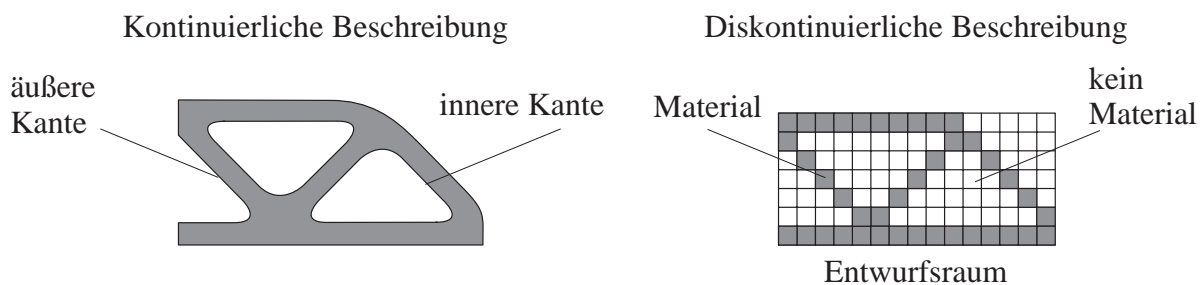 Kontinuierliche Beschreibung
äußere
Kante
innere Kante
Diskontinuierliche Beschreibung
Material
kein
Material
Entwurfsraum